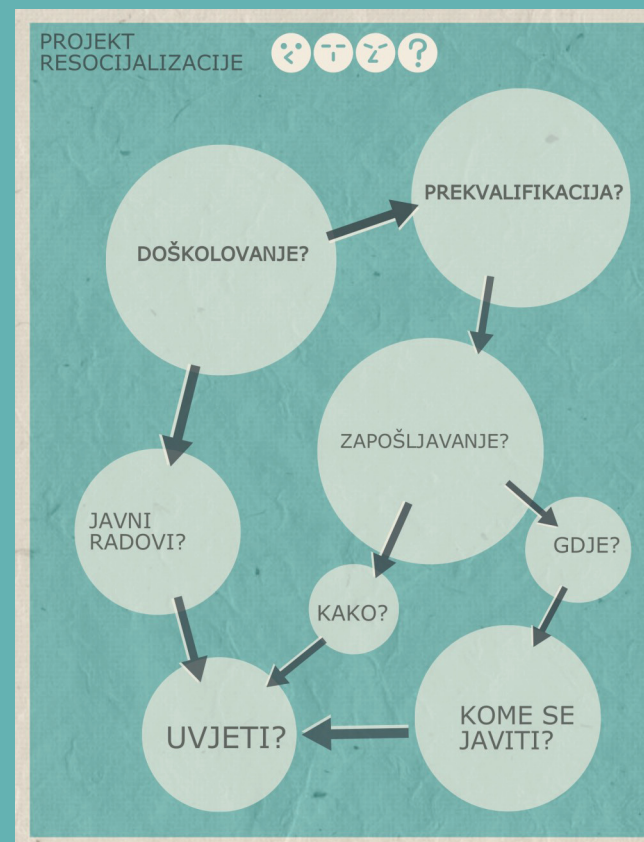 PROJEKT
RESOCIJALIZACIJE
?
PREKVALIFIKACIJA?
DOŠKOLOVANJE?
ZAPOŠLJAVANJE?
JAVNI
RADOVI?
GDJE?
KAKO?
UVJETI?
KOME SE
JAVITI?